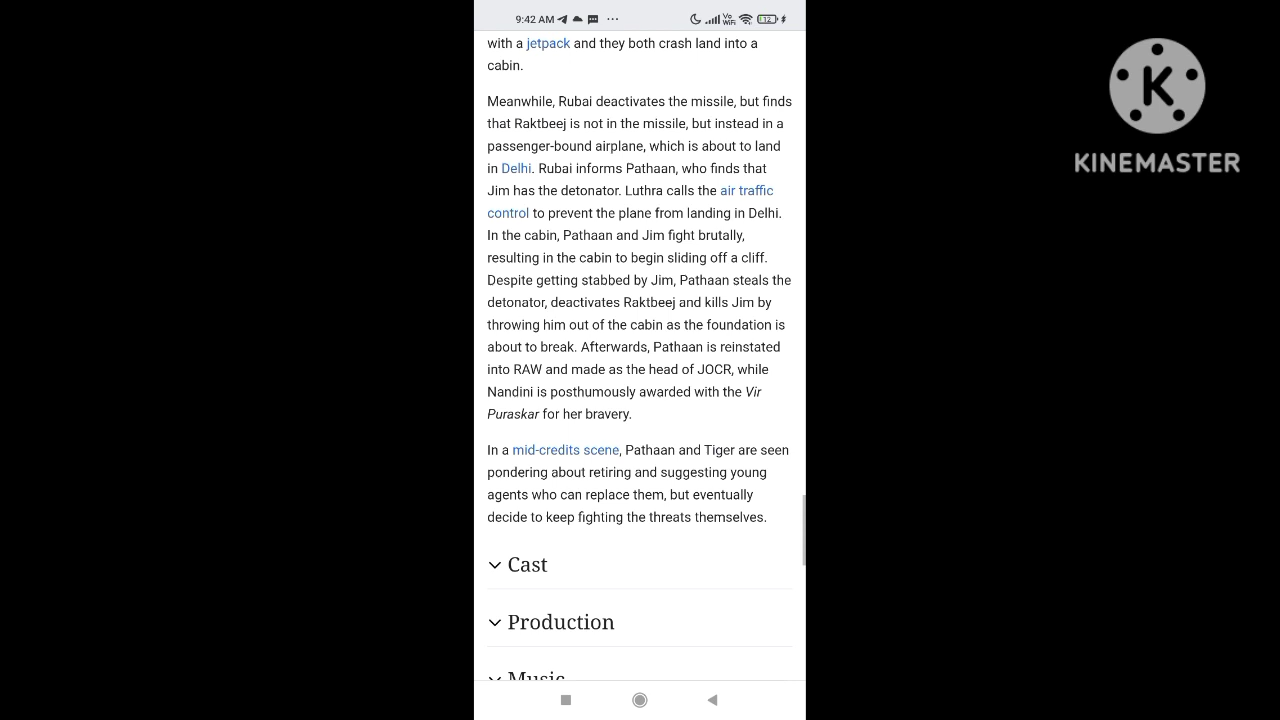 9:42 AM
Vo
WiFi
12
with a jetpack and they both crash land into a
cabin.
Meanwhile, Rubai deactivates the missile, but finds
that Raktbeej is not in the missile, but instead in a
passenger-bound airplane, which is about to land
in Delhi. Rubai informs Pathaan, who finds that
Jim has the detonator. Luthra calls the air traffic
control to prevent the plane from landing in Delhi.
In the cabin, Pathaan and Jim fight brutally,
resulting in the cabin to begin sliding off a cliff.
Despite getting stabbed by Jim, Pathaan steals the
detonator, deactivates Raktbeej and kills Jim by
throwing him out of the cabin as the foundation is
about to break. Afterwards, Pathaan is reinstated
into RAW and made as the head of JOCR, while
Nandini is posthumously awarded with the Vir
Puraskar for her bravery.
In a mid-credits scene, Pathaan and Tiger are seen
pondering about retiring and suggesting young
agents who can replace them, but eventually
decide to keep fighting the threats themselves.
Cast
Production
Music
K
KINEMASTER